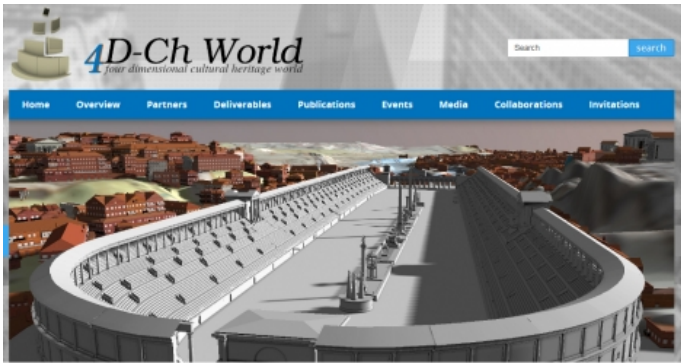 4D-Ch World
four dimensional cultural heritage world
Search search
Home Overview Partners Deliverables Publications Events Media Collaborations Invitations